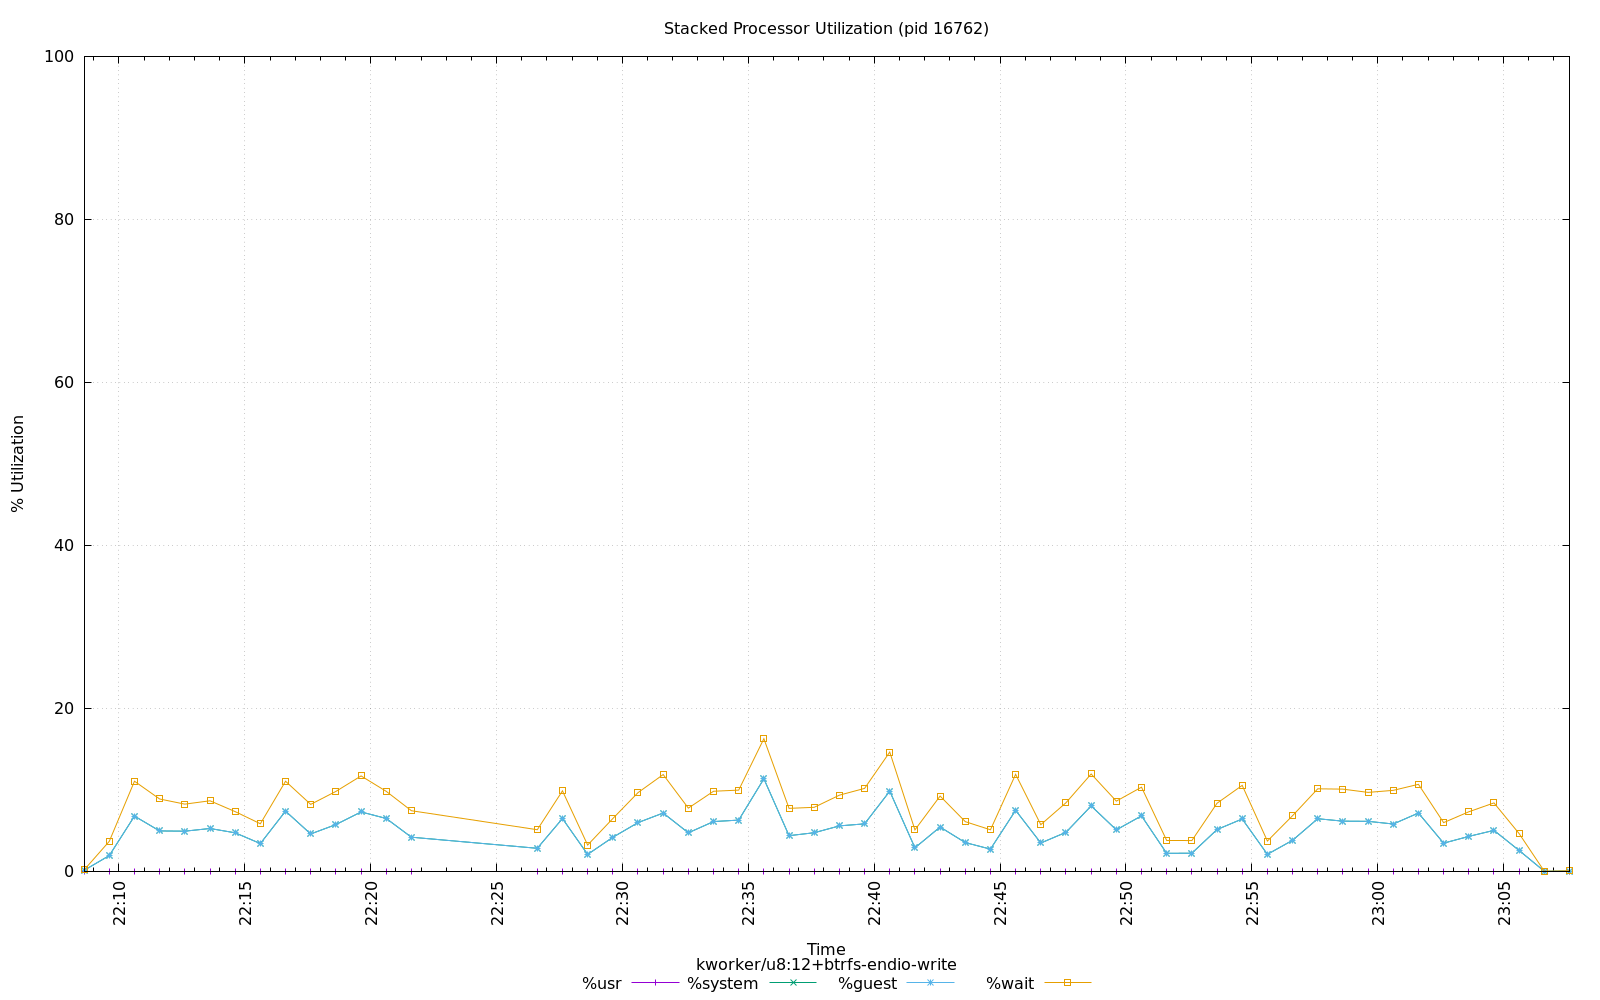 Stacked Processor Utilization (pid 16762)
100
80
60
40
20
0
% Utilization
22:10 22:15 22:20 22:25 22:30 22:35 22:40 22:45 22:50 22:55 23:00 23:05
Time
kworker/u8:12+btrfs-endio-write
%usr %system %guest %wait